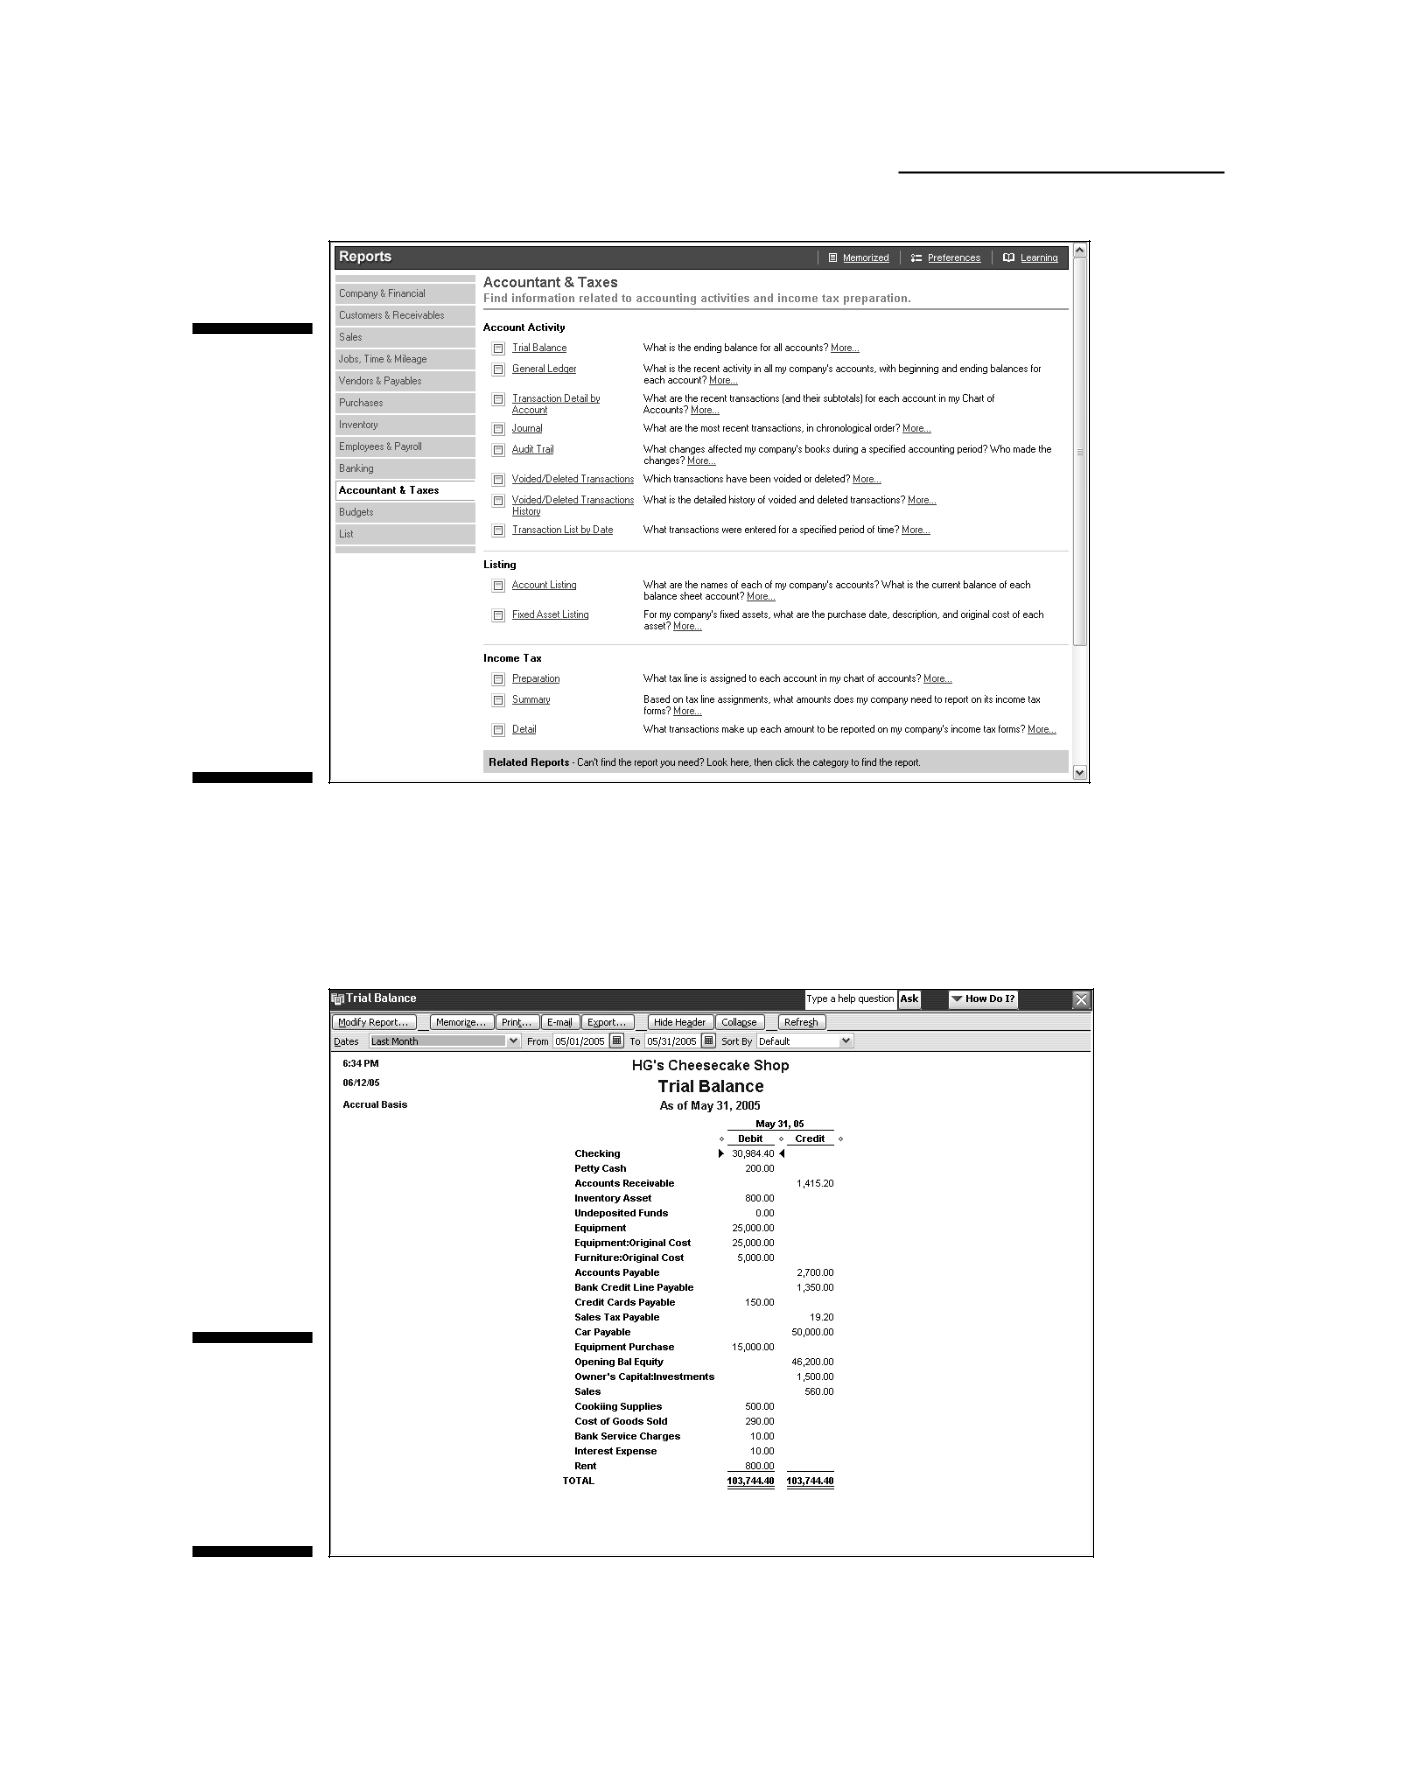 Reports
Memorized
Preferences
Learning
Company & Financial
Customers & Receivables
Sales
Jobs, Time & Mileage
Vendors & Payables
Purchases
Inventory
Employees & Payroll
Banking
Accountant & Taxes
Budgets
List
Accountant & Taxes
Find information related to accounting activities and income tax preparation.
Account Activity
Trial Balance What is the ending balance for all accounts? More...
General Ledger What is the recent activity in all my company's accounts, with beginning and ending balances for
each account? More...
Transaction Detail by What are the recent transactions (and their subtotals) for each account in my Chart of
Account Accounts? More...
Journal What are the most recent transactions, in chronological order? More...
Audit Trail What changes affected my company's books during a specified accounting period? Who made the
changes? More...
Voided/Deleted Transactions Which transactions have been voided or deleted? More...
Voided/Deleted Transactions What is the detailed history of voided and deleted transactions? More...
History
Transaction List by Date What transactions were entered for a specified period of time? More...
Listing
Account Listing What are the names of each of my company's accounts? What is the current balance of each
balance sheet account? More...
Fixed Asset Listing For my company's fixed assets, what are the purchase date, description, and original cost of each
asset? More...
Income Tax
Preparation What tax line is assigned to each account in my chart of accounts? More...
Summary Based on tax line assignments, what amounts does my company need to report on its income tax
forms? More...
Detail What transactions make up each amount to be reported on my company's income tax forms? More...
Related Reports - Can't find the report you need? Look here, then click the category to find the report.
Trial Balance Type a help question Ask How Do I?
Modify Report... Memorize... Print... E-mail Export... Hide Header Collapse Refresh
Dates Last Month From 05/01/2005 To 05/31/2005 Sort By Default
6:34 PM
06/12/05
Accrual Basis
HG's Cheesecake Shop
Trial Balance
As of May 31, 2005
May 31, 05
Debit Credit
Checking 30,984.40
Petty Cash 200.00
Accounts Receivable 1,415.20
Inventory Asset 800.00
Undeposited Funds 0.00
Equipment 25,000.00
Equipment:Original Cost 25,000.00
Furniture:Original Cost 5,000.00
Accounts Payable 2,700.00
Bank Credit Line Payable 1,350.00
Credit Cards Payable 150.00
Sales Tax Payable 19.20
Car Payable 50,000.00
Equipment Purchase 15,000.00
Opening Bal Equity 46,200.00
Owner's Capital:Investments 1,500.00
Sales 560.00
Cookiing Supplies 500.00
Cost of Goods Sold 290.00
Bank Service Charges 10.00
Interest Expense 10.00
Rent 800.00
TOTAL 103,744.40 103,744.40